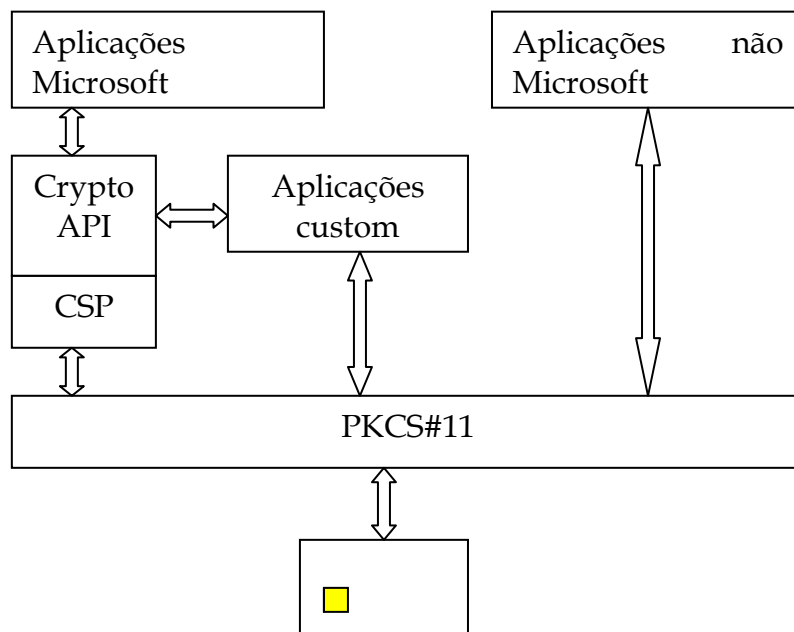 Aplicações
Microsoft
Aplicações não
Microsoft
Crypto
API
Aplicações
custom
CSP
PKCS#11